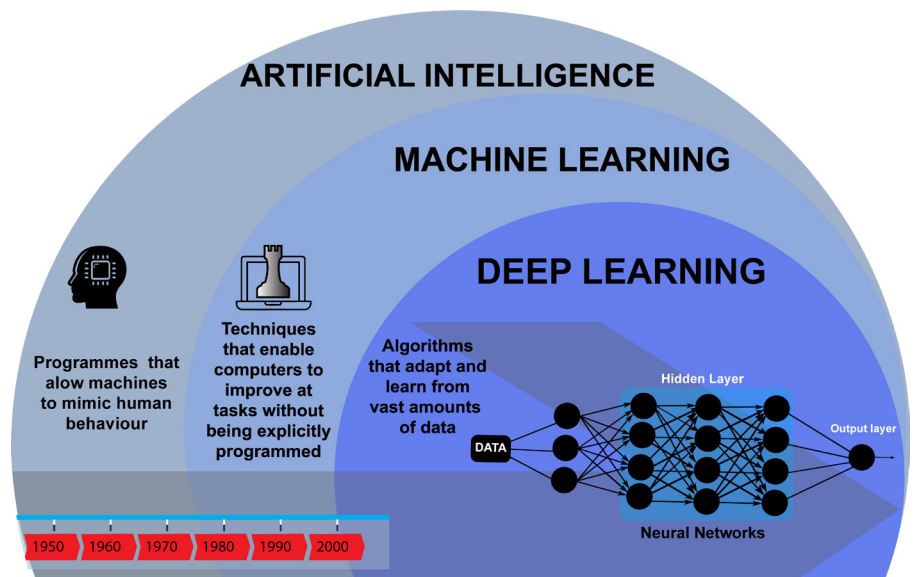 ARTIFICIAL INTELLIGENCE
MACHINE LEARNING
DEEP LEARNING
Programmes that
alow machines
to mimic human
behaviour
Techniques
that enable
computers to
improve at
tasks without
being explicitly
programmed
Algorithms
that adapt and
learn from
vast amounts
of data
Hidden Layer
DATA
Output layer
Neural Networks
1950 1960 1970 1980 1990 2000